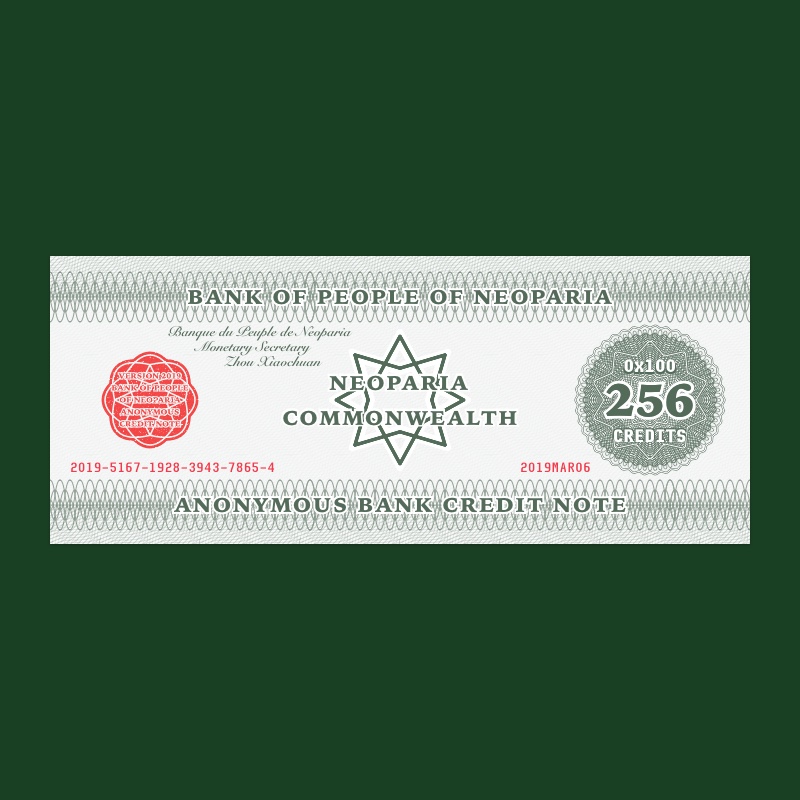 BANK OF PEOPLE OF NEOPARIA
Banque du Peuple de Neoparia
Monetary Secretary
Zhou Xiaochuan
VERSION 2019
BANK OF PEOPLE
OF NEOPARIA
ANONYMOUS
CREDIT NOTE
NEOPARIA
COMMONWEALTH
0x100
256
CREDITS
2019-5167-1928-3943-7865-4
2019MAR06
ANONYMOUS BANK CREDIT NOTE